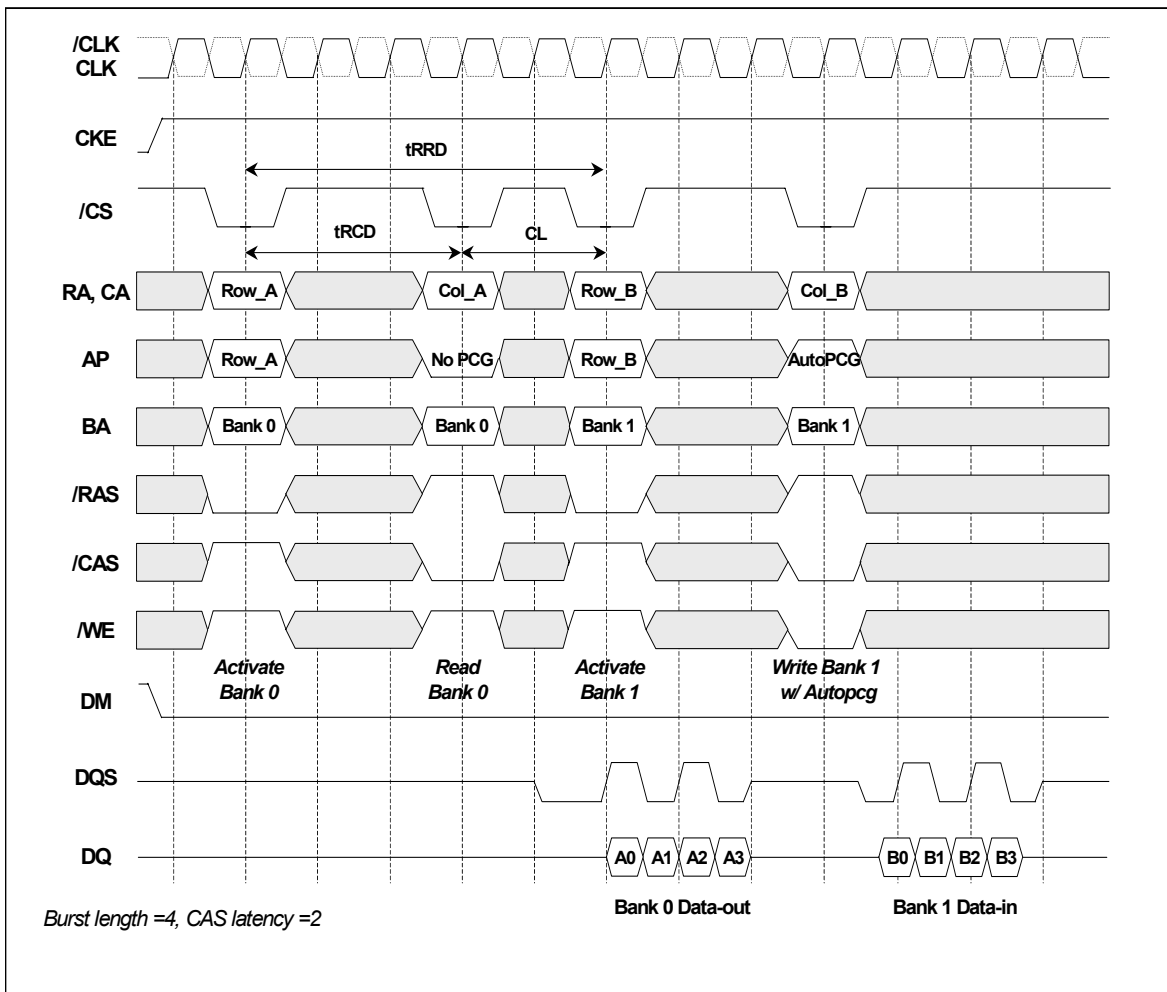 /CLK
CLK
CKE
tRRD
/CS
tRCD
CL
RA, CA
Row_A
Col_A
Row_B
Col_B
AP
Row_A
No PCG
Row_B
AutoPCG
BA
Bank 0
Bank 0
Bank 1
Bank 1
/RAS
/CAS
/WE
Activate
Bank 0
Read
Bank 0
Activate
Bank 1
Write Bank 1
w/ Autopcg
DM
DQS
DQ
A0
A1
A2
A3
B0
B1
B2
B3
Bank 0 Data-out
Bank 1 Data-in
Burst length =4, CAS latency =2